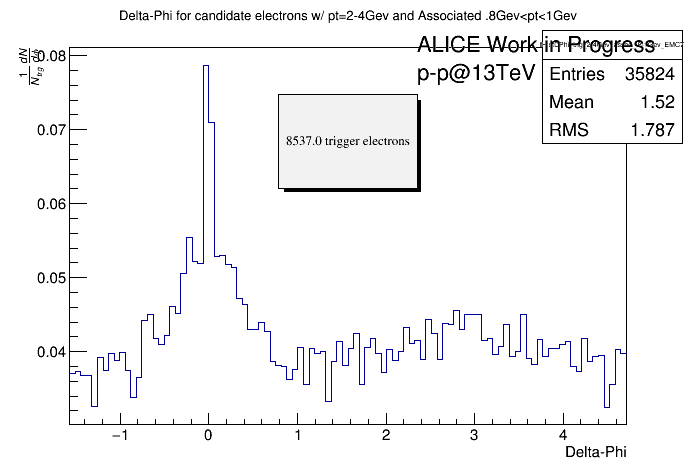 Delta-Phi for candidate electrons w/ pt=2-4Gev and Associated .8Gev<pt<1Gev
ALICE Work in Progress
p-p@13TeV
Entries 35824
Mean 1.52
RMS 1.787
8537.0 trigger electrons
0.08
0.07
0.06
0.05
0.04
−1 0 1 2 3 4
Delta-Phi